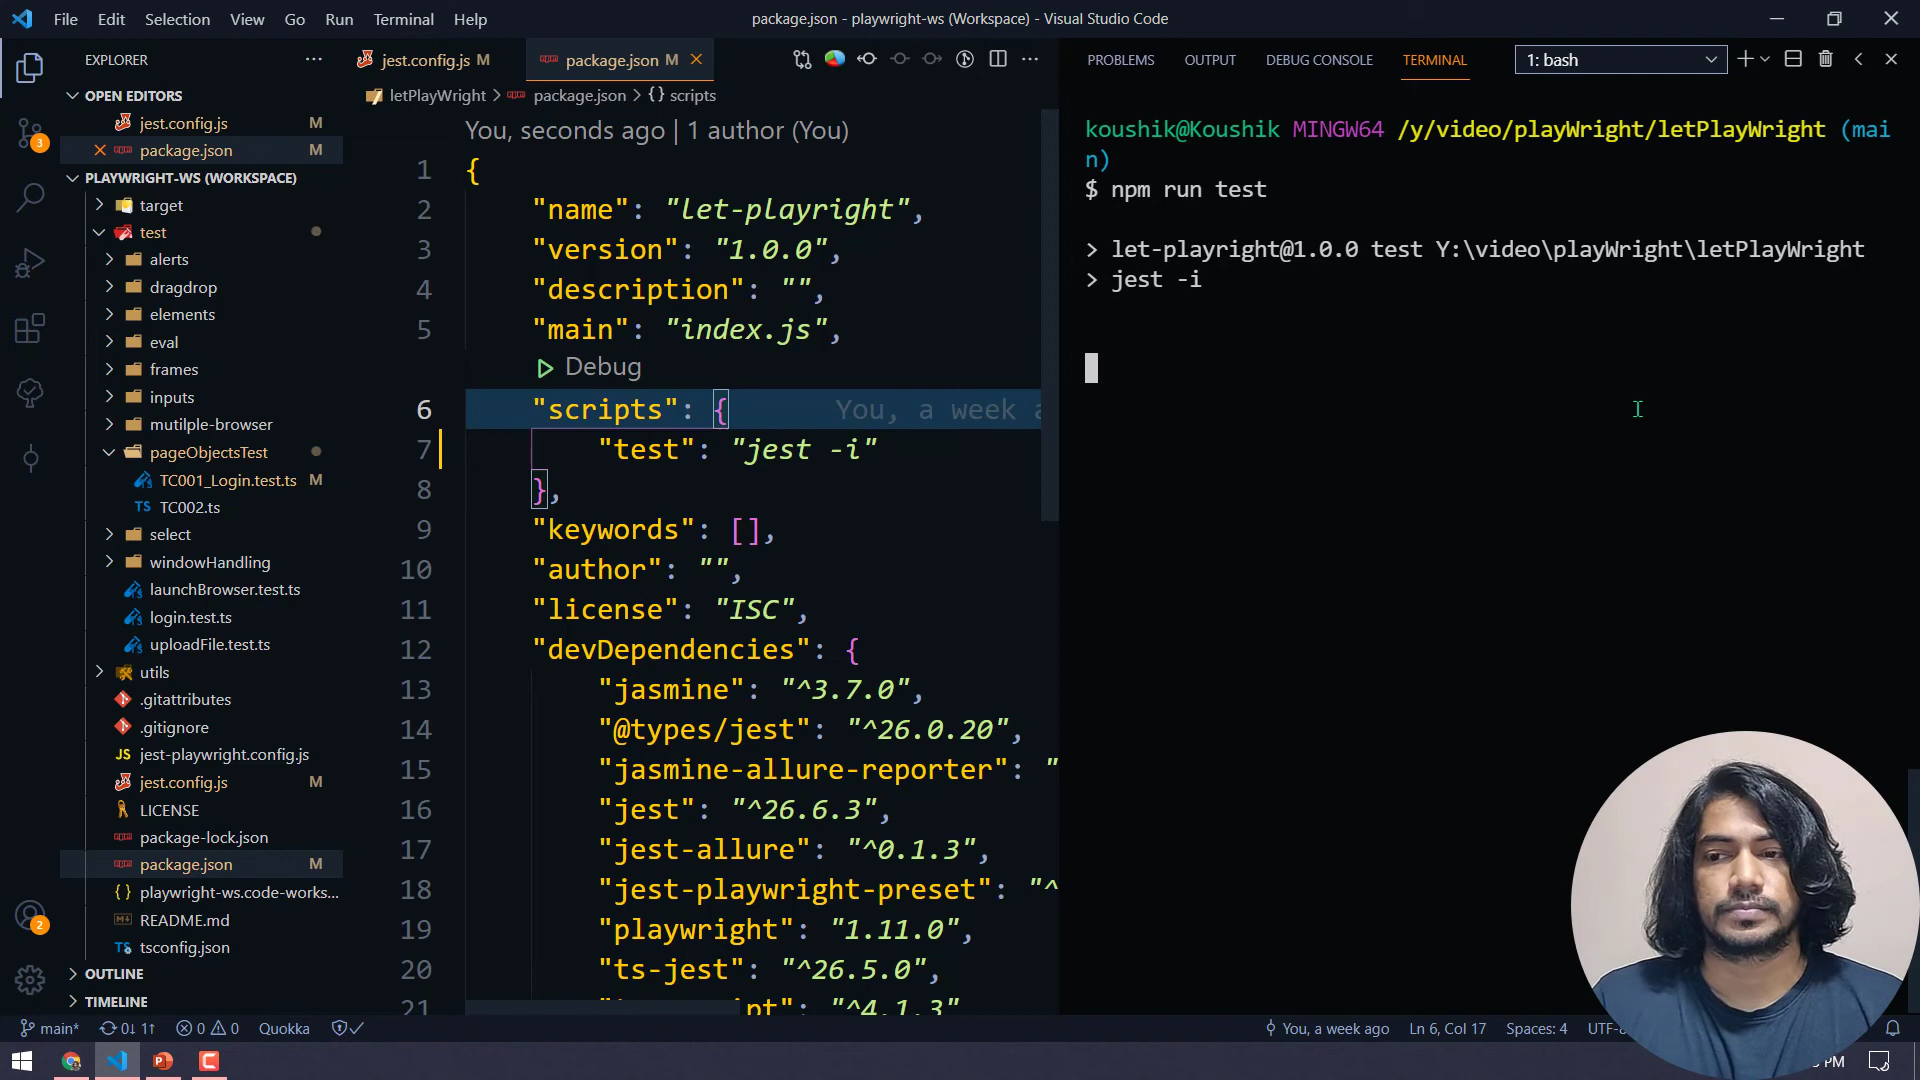 File Edit Selection View Go Run Terminal Help
package.json - playwright-ws (Workspace) - Visual Studio Code
EXPLORER
OPEN EDITORS
jest.config.js M
package.json M
PLAYWRIGHT-WS (WORKSPACE)
target
test
alerts
dragdrop
elements
eval
frames
inputs
mutilple-browser
pageObjectsTest
TC001_Login.test.ts M
TC002.ts
select
windowHandling
launchBrowser.test.ts
login.test.ts
uploadFile.test.ts
utils
.gitattributes
.gitignore
jest-playwright.config.js
jest.config.js M
LICENSE
package-lock.json
package.json M
playwright-ws.code-works...
README.md
tsconfig.json
OUTLINE
TIMELINE
3
2
jest.config.js M
package.json M
letPlayWright > package.json > {} scripts
You, seconds ago | 1 author (You)
1 {
2 "name": "let-playright",
3 "version": "1.0.0",
4 "description": "",
5 "main": "index.js",
Debug
6 "scripts": { You, a week a
7 "test": "jest -i"
8 },
9 "keywords": [],
10 "author": "",
11 "license": "ISC",
12 "devDependencies": {
13 "jasmine": "^3.7.0",
14 "@types/jest": "^26.0.20",
15 "jasmine-allure-reporter": "
16 "jest": "^26.6.3",
17 "jest-allure": "^0.1.3",
18 "jest-playwright-preset": "^
19 "playwright": "1.11.0",
20 "ts-jest": "^26.5.0",
21 ipt": "^4.1.3"
PROBLEMS OUTPUT DEBUG CONSOLE TERMINAL 1: bash
koushik@Koushik MINGW64 /y/video/playWright/letPlayWright (mai
n)
$ npm run test
> let-playright@1.0.0 test Y:\video\playWright\letPlayWright
> jest -i
main* 0↓ 1↑ 0 0 Quokka
You, a week ago Ln 6, Col 17 Spaces: 4 UTF-8
PM